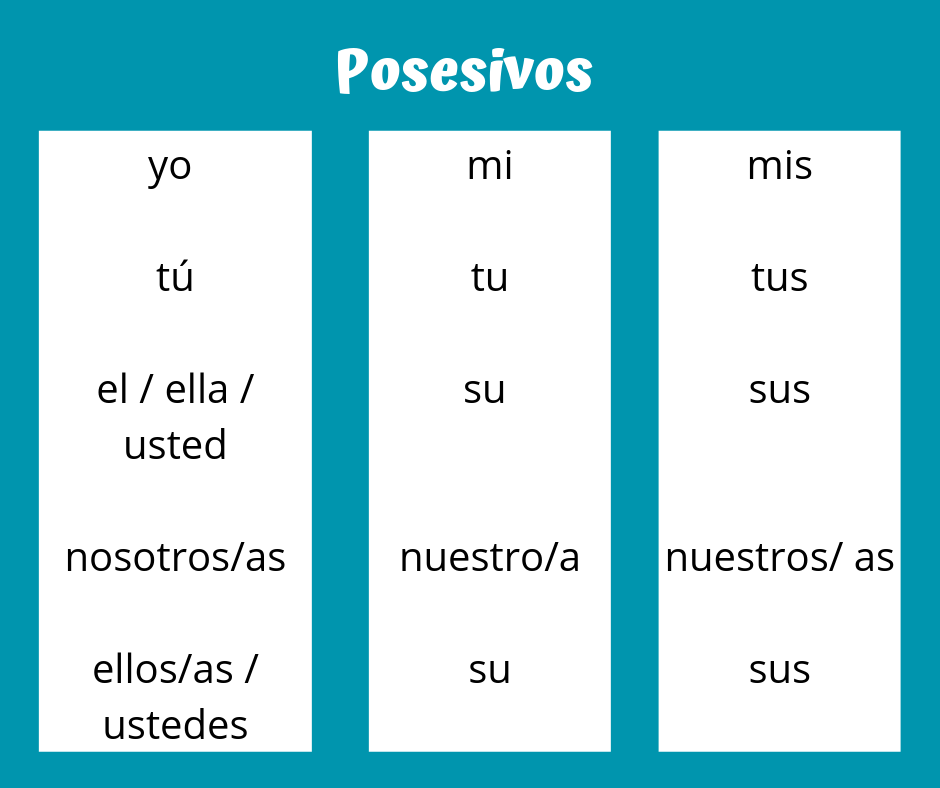 Posesivos
yo
tú
el / ella /
usted
nosotros/as
ellos/as /
ustedes
mi
tu
su
nuestro/a
su
mis
tus
sus
nuestros/ as
sus